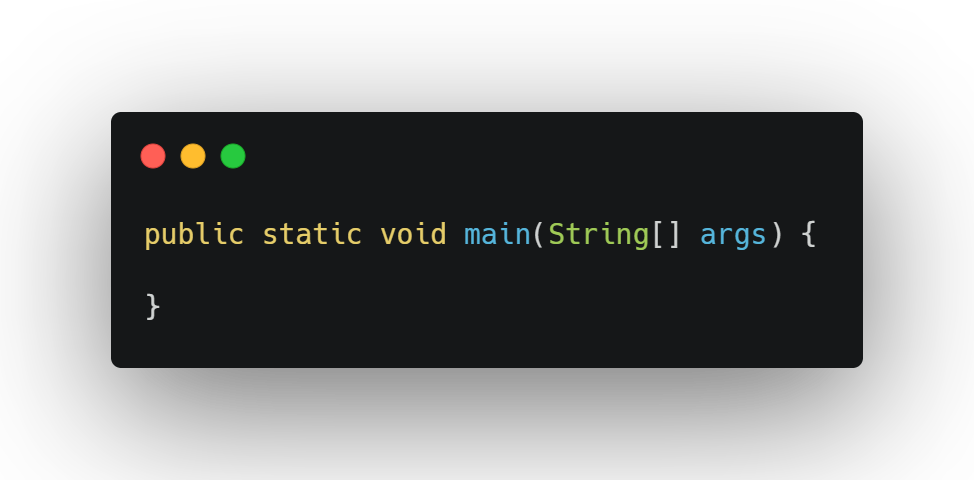 public static void main(String[] args) {
}